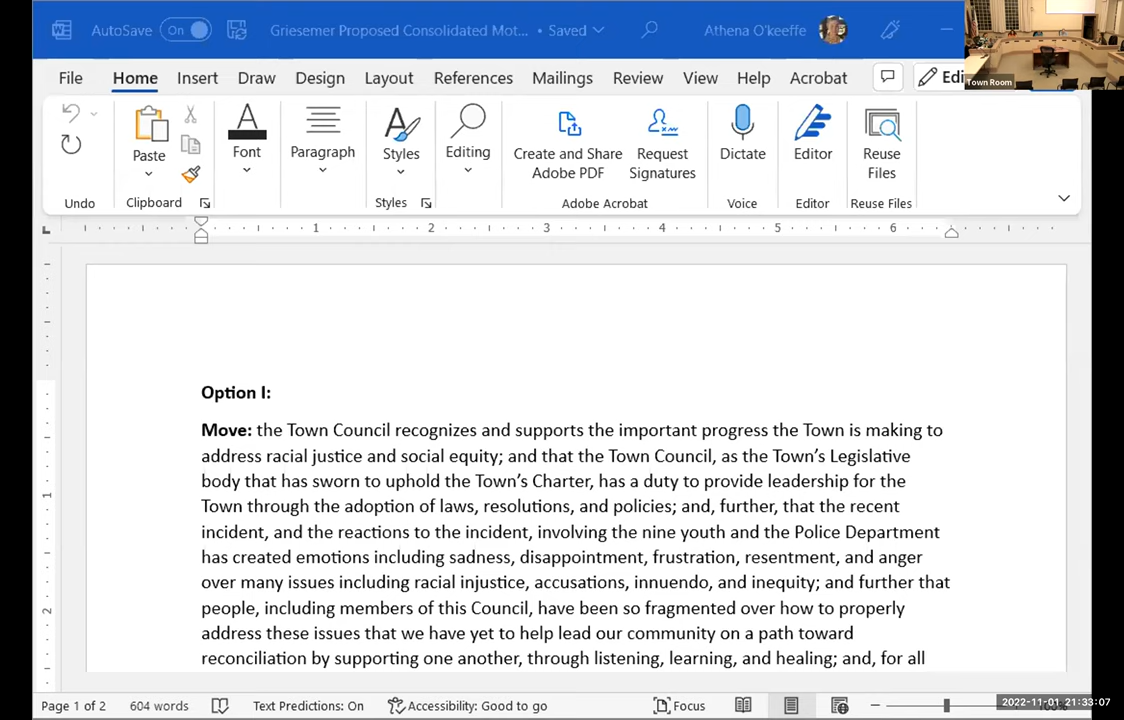 AutoSave On Griesemer Proposed Consolidated Mot... • Saved Athena O'keeffe
Town Room
File Home Insert Draw Design Layout References Mailings Review View Help Acrobat Edi
Paste Font Paragraph Styles Editing Create and Share Adobe PDF Request Signatures Dictate Editor Reuse Files
Undo Clipboard Styles Adobe Acrobat Voice Editor Reuse Files
1 2 3 4 5 6
Option I:
Move: the Town Council recognizes and supports the important progress the Town is making to
address racial justice and social equity; and that the Town Council, as the Town's Legislative
body that has sworn to uphold the Town's Charter, has a duty to provide leadership for the
Town through the adoption of laws, resolutions, and policies; and, further, that the recent
incident, and the reactions to the incident, involving the nine youth and the Police Department
has created emotions including sadness, disappointment, frustration, resentment, and anger
over many issues including racial injustice, accusations, innuendo, and inequity; and further that
people, including members of this Council, have been so fragmented over how to properly
address these issues that we have yet to help lead our community on a path toward
reconciliation by supporting one another, through listening, learning, and healing; and, for all
1
2
Page 1 of 2 604 words Text Predictions: On Accessibility: Good to go Focus
2022-11-01 21:33:07